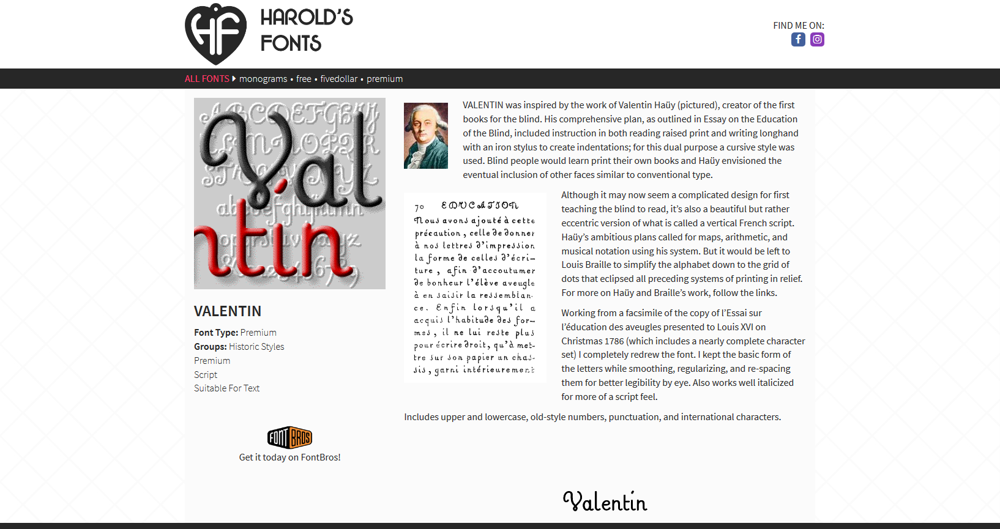 HAROLD'S
FONTS
FIND ME ON:
ALL FONTS monograms • free • fivedollar • premium
Val
ntin
VALENTIN
Font Type: Premium
Groups: Historic Styles
Premium
Script
Suitable For Text
FONT BROS
Get it today on FontBros!
VALENTIN was inspired by the work of Valentin Haüy (pictured), creator of the first
books for the blind. His comprehensive plan, as outlined in Essay on the Education
of the Blind, included instruction in both reading raised print and writing longhand
with an iron stylus to create indentations; for this dual purpose a cursive style was
used. Blind people would learn print their own books and Haüy envisioned the
eventual inclusion of other faces similar to conventional type.
70 EDUCATION
Nous avons ajouté à cette
précaution, celle de donner
à nos lettres d'impression
la forme de celles d'écri-
ture, afin d'accoutumer
de bonheur l'élève aveugle
à en saisir la ressemblan-
ce. Enfin lorsqu'il a
acquis l'habitude des for-
mes, il ne lui reste plus
pour écrire droit, qu'à met-
tre sur son papier un chas-
sis, garni intérieurement
Although it may now seem a complicated design for first
teaching the blind to read, it's also a beautiful but rather
eccentric version of what is called a vertical French script.
Haüy's ambitious plans called for maps, arithmetic, and
musical notation using his system. But it would be left to
Louis Braille to simplify the alphabet down to the grid of
dots that eclipsed all preceding systems of printing in relief.
For more on Haüy and Braille's work, follow the links.
Working from a facsimile of the copy of l'Essai sur
l'éducation des aveugles presented to Louis XVI on
Christmas 1786 (which includes a nearly complete character
set) I completely redrew the font. I kept the basic form of
the letters while smoothing, regularizing, and re-spacing
them for better legibility by eye. Also works well italicized
for more of a script feel.
Includes upper and lowercase, old-style numbers, punctuation, and international characters.
Valentin